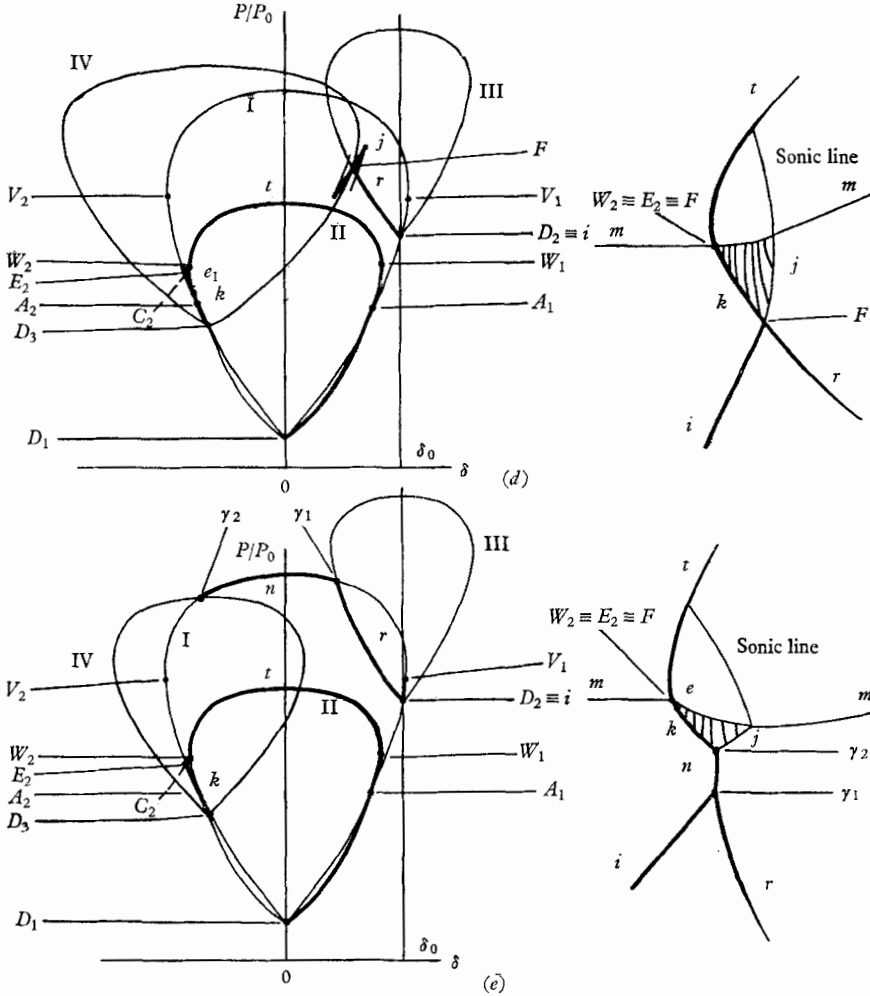 P/P₀
IV
III
I
t
j
F
r
Sonic line
t
m
V₂
V₁
II
W₂ ≡ E₂ ≡ F
m
D₂ ≡ i
W₂
E₂
e₁
k
W₁
j
A₂
C₂
A₁
k
F
D₃
r
i
D₁
δ₀
δ
0
(d)
γ₂
γ₁
P/P₀
III
n
t
W₂ ≡ E₂ ≡ F
I
r
Sonic line
IV
V₂
t
V₁
m
e
m
II
D₂ ≡ i
k
j
W₂
W₁
γ₂
E₂
k
n
A₂
C₂
A₁
γ₁
D₃
i
r
D₁
δ₀
δ
0
(e)